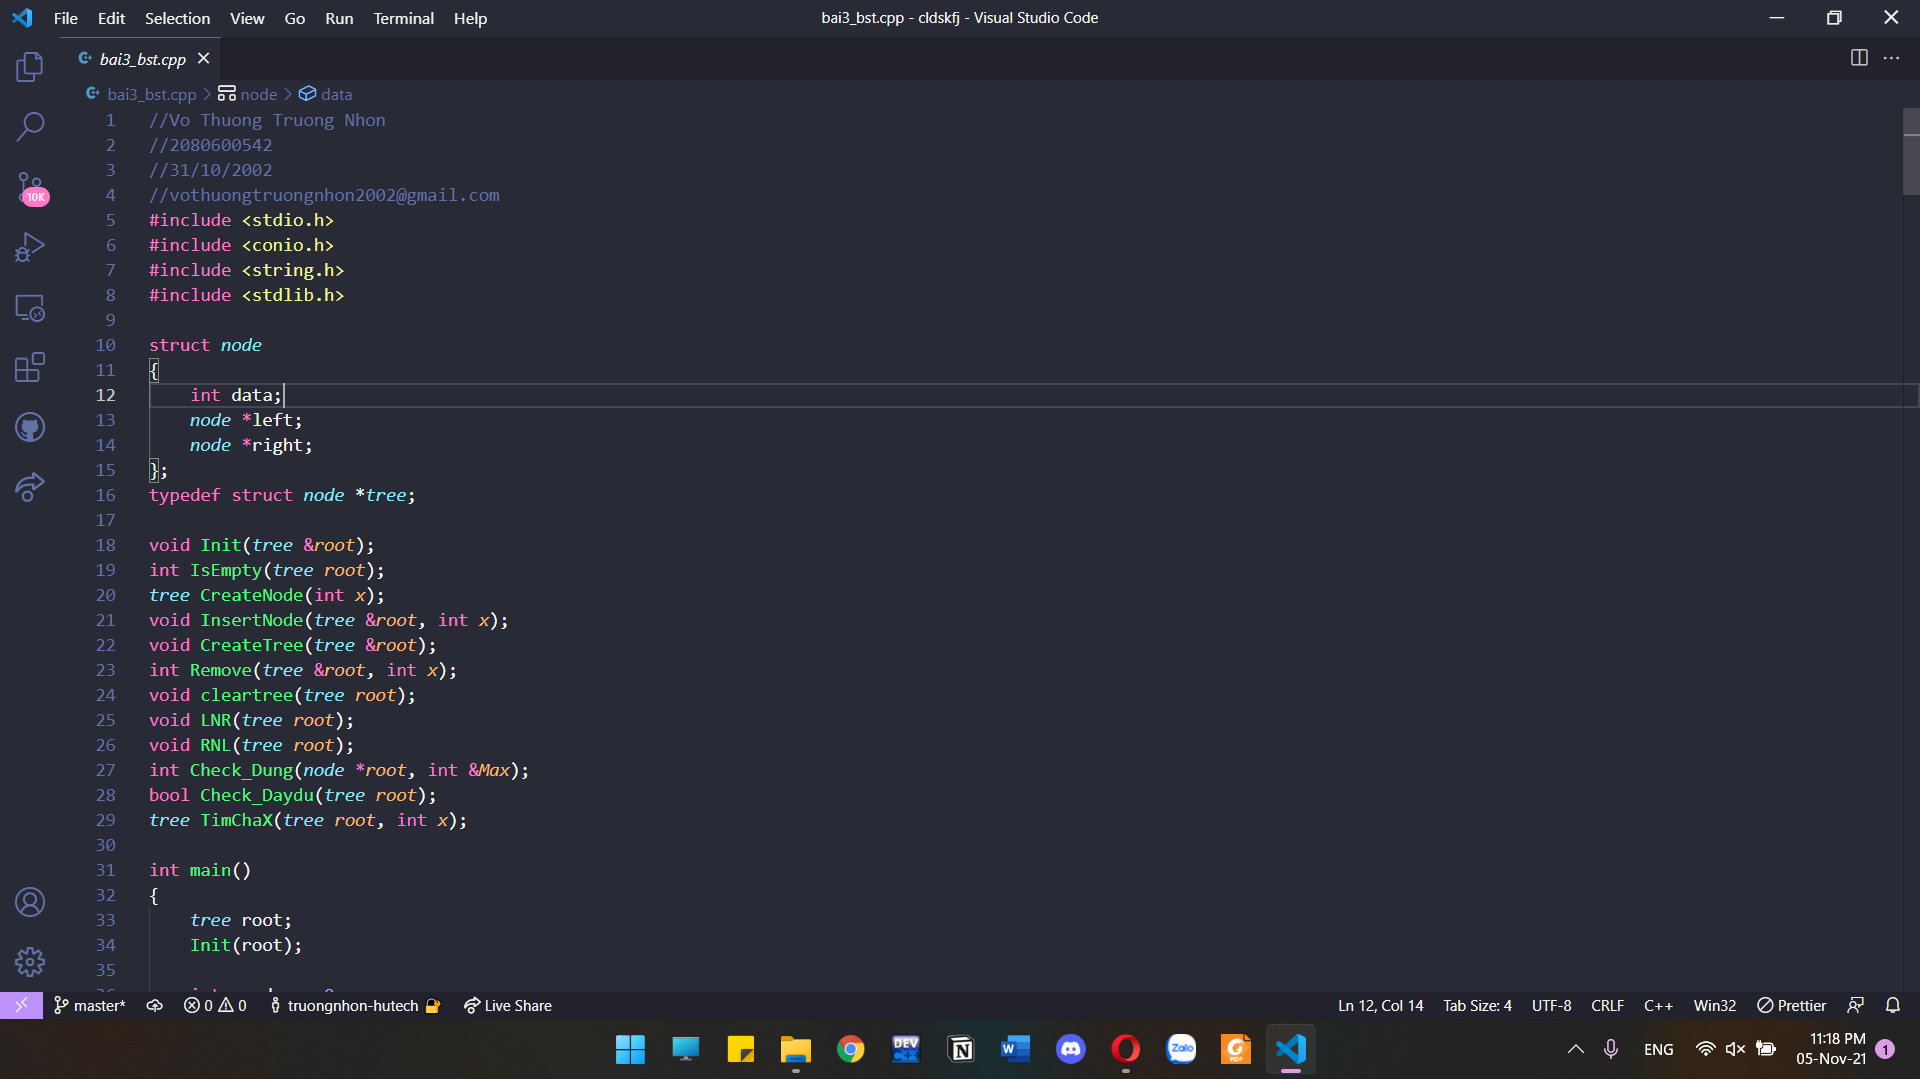 File Edit Selection View Go Run Terminal Help
bai3_bst.cpp - cldskfj - Visual Studio Code
bai3_bst.cpp
bai3_bst.cpp > node > data
10K
1 //Vo Thuong Truong Nhon
2 //2080600542
3 //31/10/2002
4 //vothuongtruongnhon2002@gmail.com
5 #include <stdio.h>
6 #include <conio.h>
7 #include <string.h>
8 #include <stdlib.h>
9
10 struct node
11 {
12 int data;
13 node *left;
14 node *right;
15 };
16 typedef struct node *tree;
17
18 void Init(tree &root);
19 int IsEmpty(tree root);
20 tree CreateNode(int x);
21 void InsertNode(tree &root, int x);
22 void CreateTree(tree &root);
23 int Remove(tree &root, int x);
24 void cleartree(tree root);
25 void LNR(tree root);
26 void RNL(tree root);
27 int Check_Dung(node *root, int &Max);
28 bool Check_Daydu(tree root);
29 tree TimChaX(tree root, int x);
30
31 int main()
32 {
33 tree root;
34 Init(root);
35
master* 0 0 truongnhon-hutech Live Share Ln 12, Col 14 Tab Size: 4 UTF-8 CRLF C++ Win32 Prettier
DEV C++ N W Zalo PDF ENG 11:18 PM
05-Nov-21 1